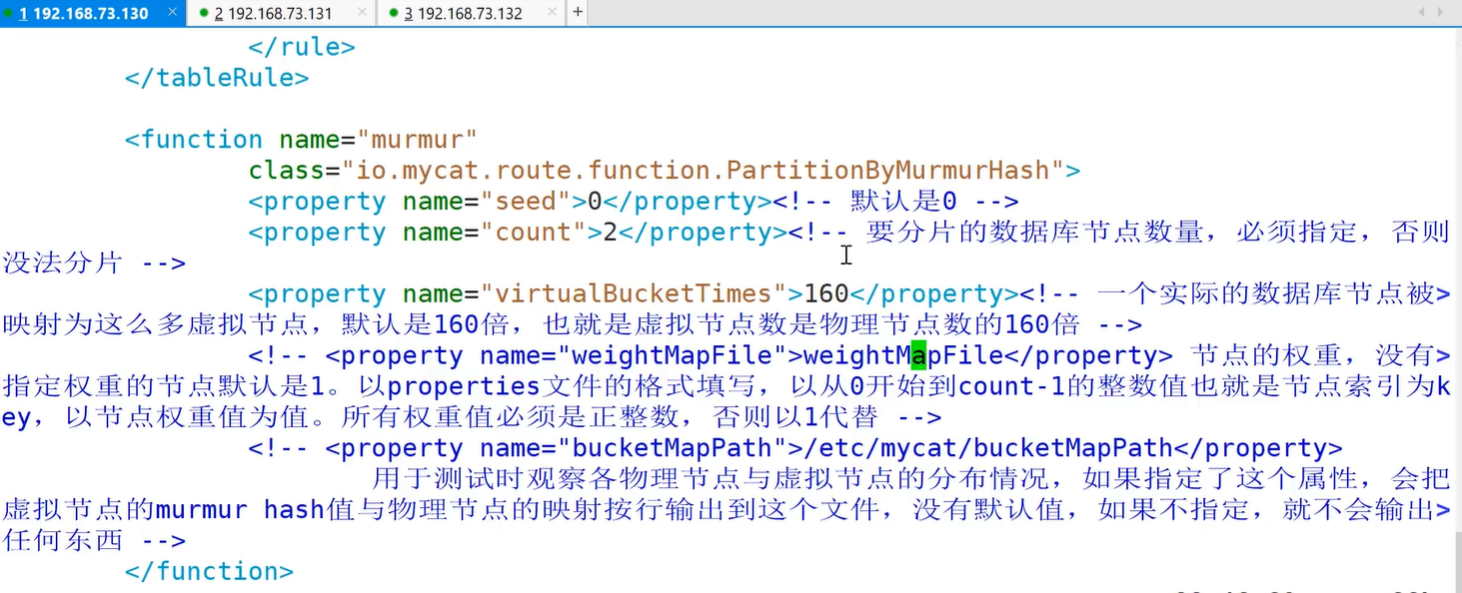 1 192.168.73.130 × 2 192.168.73.131 × 3 192.168.73.132 × +
</rule>
</tableRule>
<function name="murmur"
class="io.mycat.route.function.PartitionByMurmurHash">
<property name="seed">0</property><!-- 默认是0 -->
<property name="count">2</property><!-- 要分片的数据库节点数量，必须指定，否则
没法分片 -->
<property name="virtualBucketTimes">160</property><!-- 一个实际的数据库节点被>
映射为这么多虚拟节点，默认是160倍，也就是虚拟节点数是物理节点数的160倍 -->
<!-- <property name="weightMapFile">weightMapFile</property> 节点的权重，没有>
指定权重的节点默认是1。以properties文件的格式填写，以从0开始到count-1的整数值也就是节点索引为k
ey，以节点权重值为值。所有权重值必须是正整数，否则以1代替 -->
<!-- <property name="bucketMapPath">/etc/mycat/bucketMapPath</property>
用于测试时观察各物理节点与虚拟节点的分布情况，如果指定了这个属性，会把
虚拟节点的murmur hash值与物理节点的映射按行输出到这个文件，没有默认值，如果不指定，就不会输出>
任何东西 -->
</function>